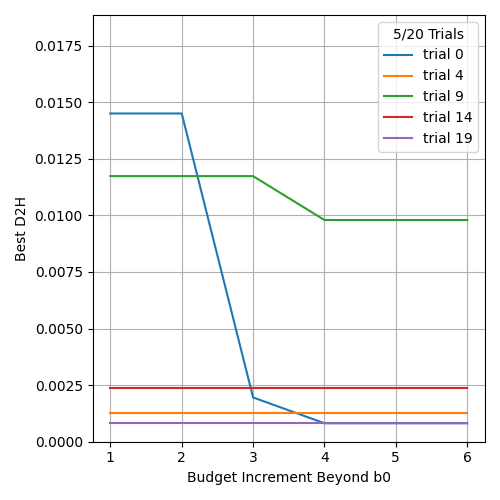 5/20 Trials
trial 0
trial 4
trial 9
trial 14
trial 19
Best D2H
0.0175
0.0150
0.0125
0.0100
0.0075
0.0050
0.0025
0.0000
1 2 3 4 5 6
Budget Increment Beyond b0